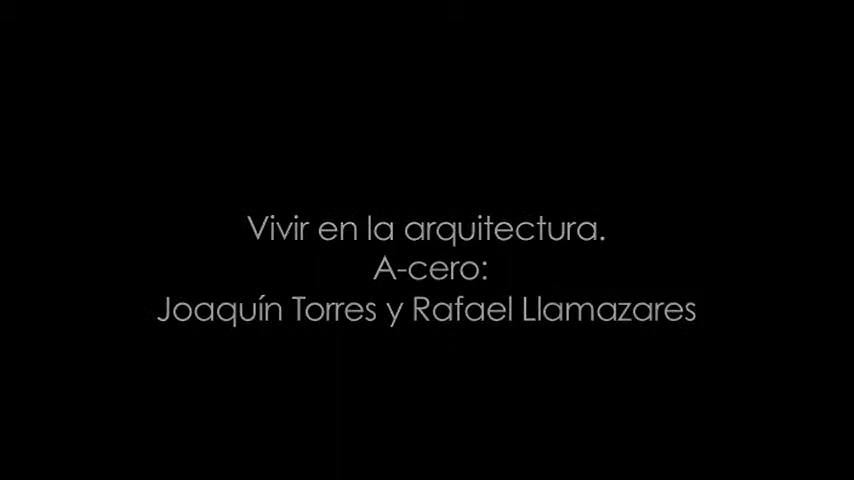 Vivir en la arquitectura.
A-cero:
Joaquín Torres y Rafael Llamazares